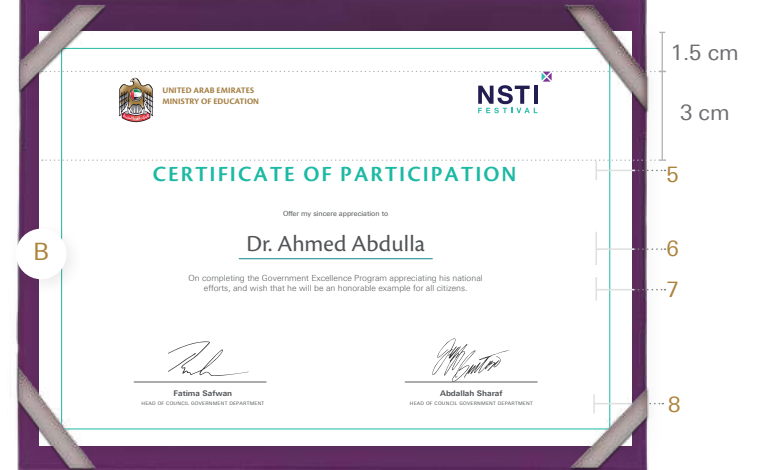 1.5 cm
UNITED ARAB EMIRATES
MINISTRY OF EDUCATION
NSTI
FESTIVAL
3 cm
CERTIFICATE OF PARTICIPATION
5
Offer my sincere appreciation to
Dr. Ahmed Abdulla
6
B
On completing the Government Excellence Program appreciating his national
efforts, and wish that he will be an honorable example for all citizens.
7
Fatima Safwan
HEAD OF COUNCIL GOVERNMENT DEPARTMENT
Abdallah Sharaf
HEAD OF COUNCIL GOVERNMENT DEPARTMENT
8